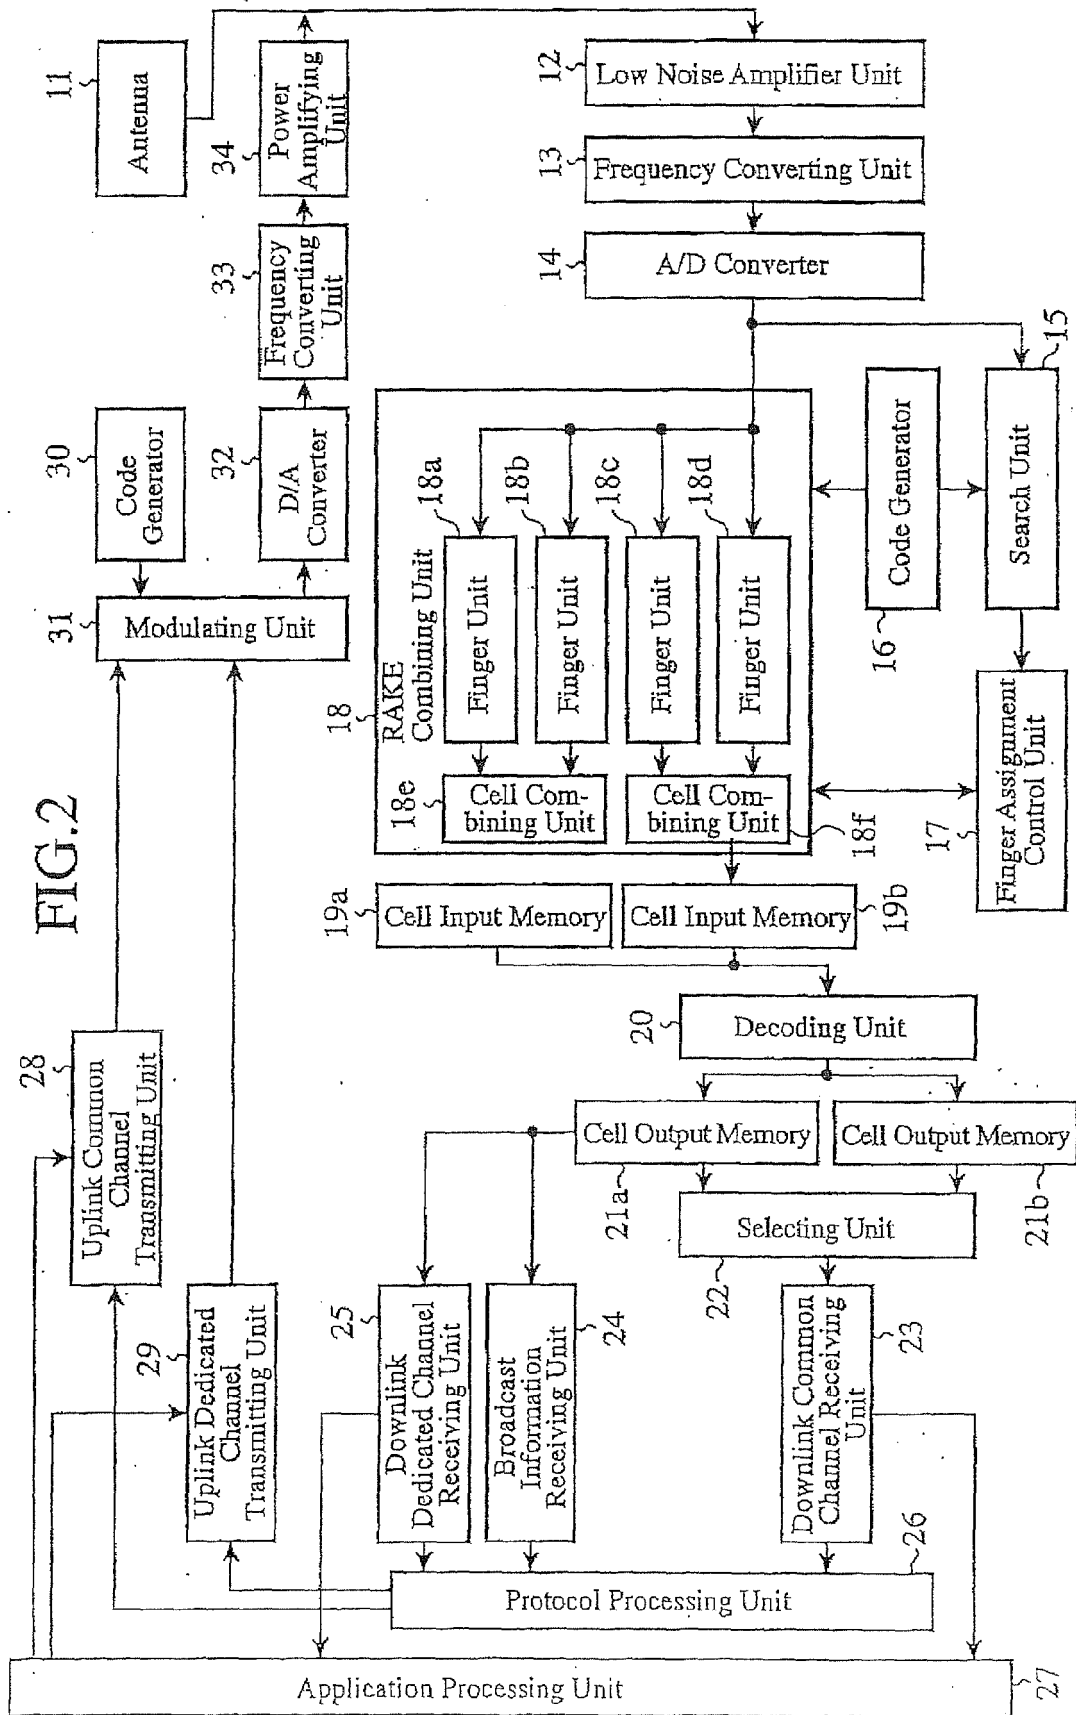 FIG.2
11
Antenna
34
Power
Amplifying
Unit
33
Frequency
Converting
Unit
30
Code
Generator
32
D/A
Converter
31
Modulating Unit
12
Low Noise Amplifier Unit
13
Frequency Converting Unit
14
A/D Converter
15
Search Unit
16
Code Generator
17
Finger Assignment
Control Unit
18
RAKE
Combining Unit
18a
Finger Unit
18b
Finger Unit
18c
Finger Unit
18d
Finger Unit
18e
Cell Com-
bining Unit
18f
Cell Com-
bining Unit
19a
Cell Input Memory
19b
Cell Input Memory
20
Decoding Unit
21a
Cell Output Memory
21b
Cell Output Memory
22
Selecting Unit
28
Uplink Common
Channel
Transmitting Unit
29
Uplink Dedicated
Channel
Transmitting Unit
25
Downlink
Dedicated Channel
Receiving Unit
24
Broadcast
Information
Receiving Unit
23
Downlink Common
Channel Receiving
Unit
26
Protocol Processing Unit
27
Application Processing Unit